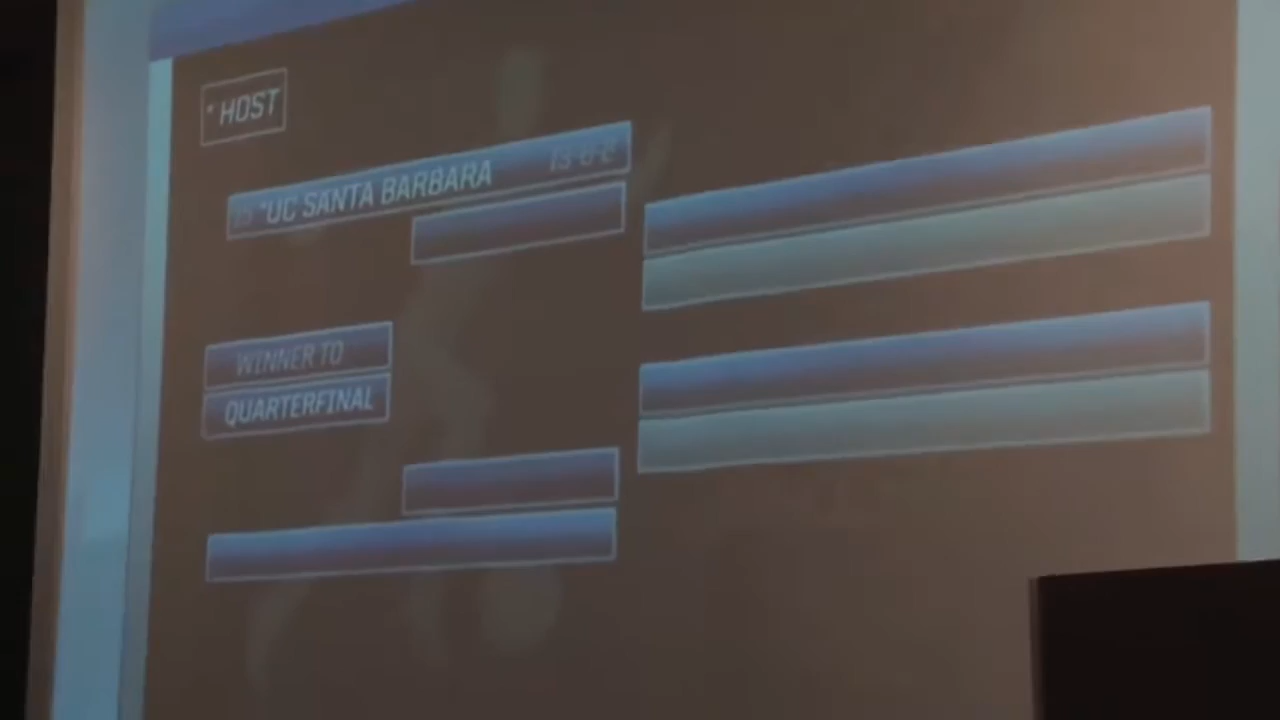 * HOST
*UC SANTA BARBARA
WINNER TO
QUARTERFINAL